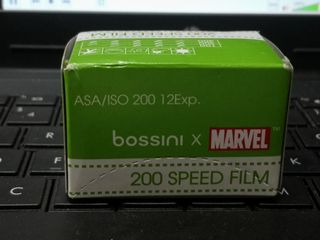 ASA/ISO 200 12Exp.
bossini x MARVEL
200 SPEED FILM